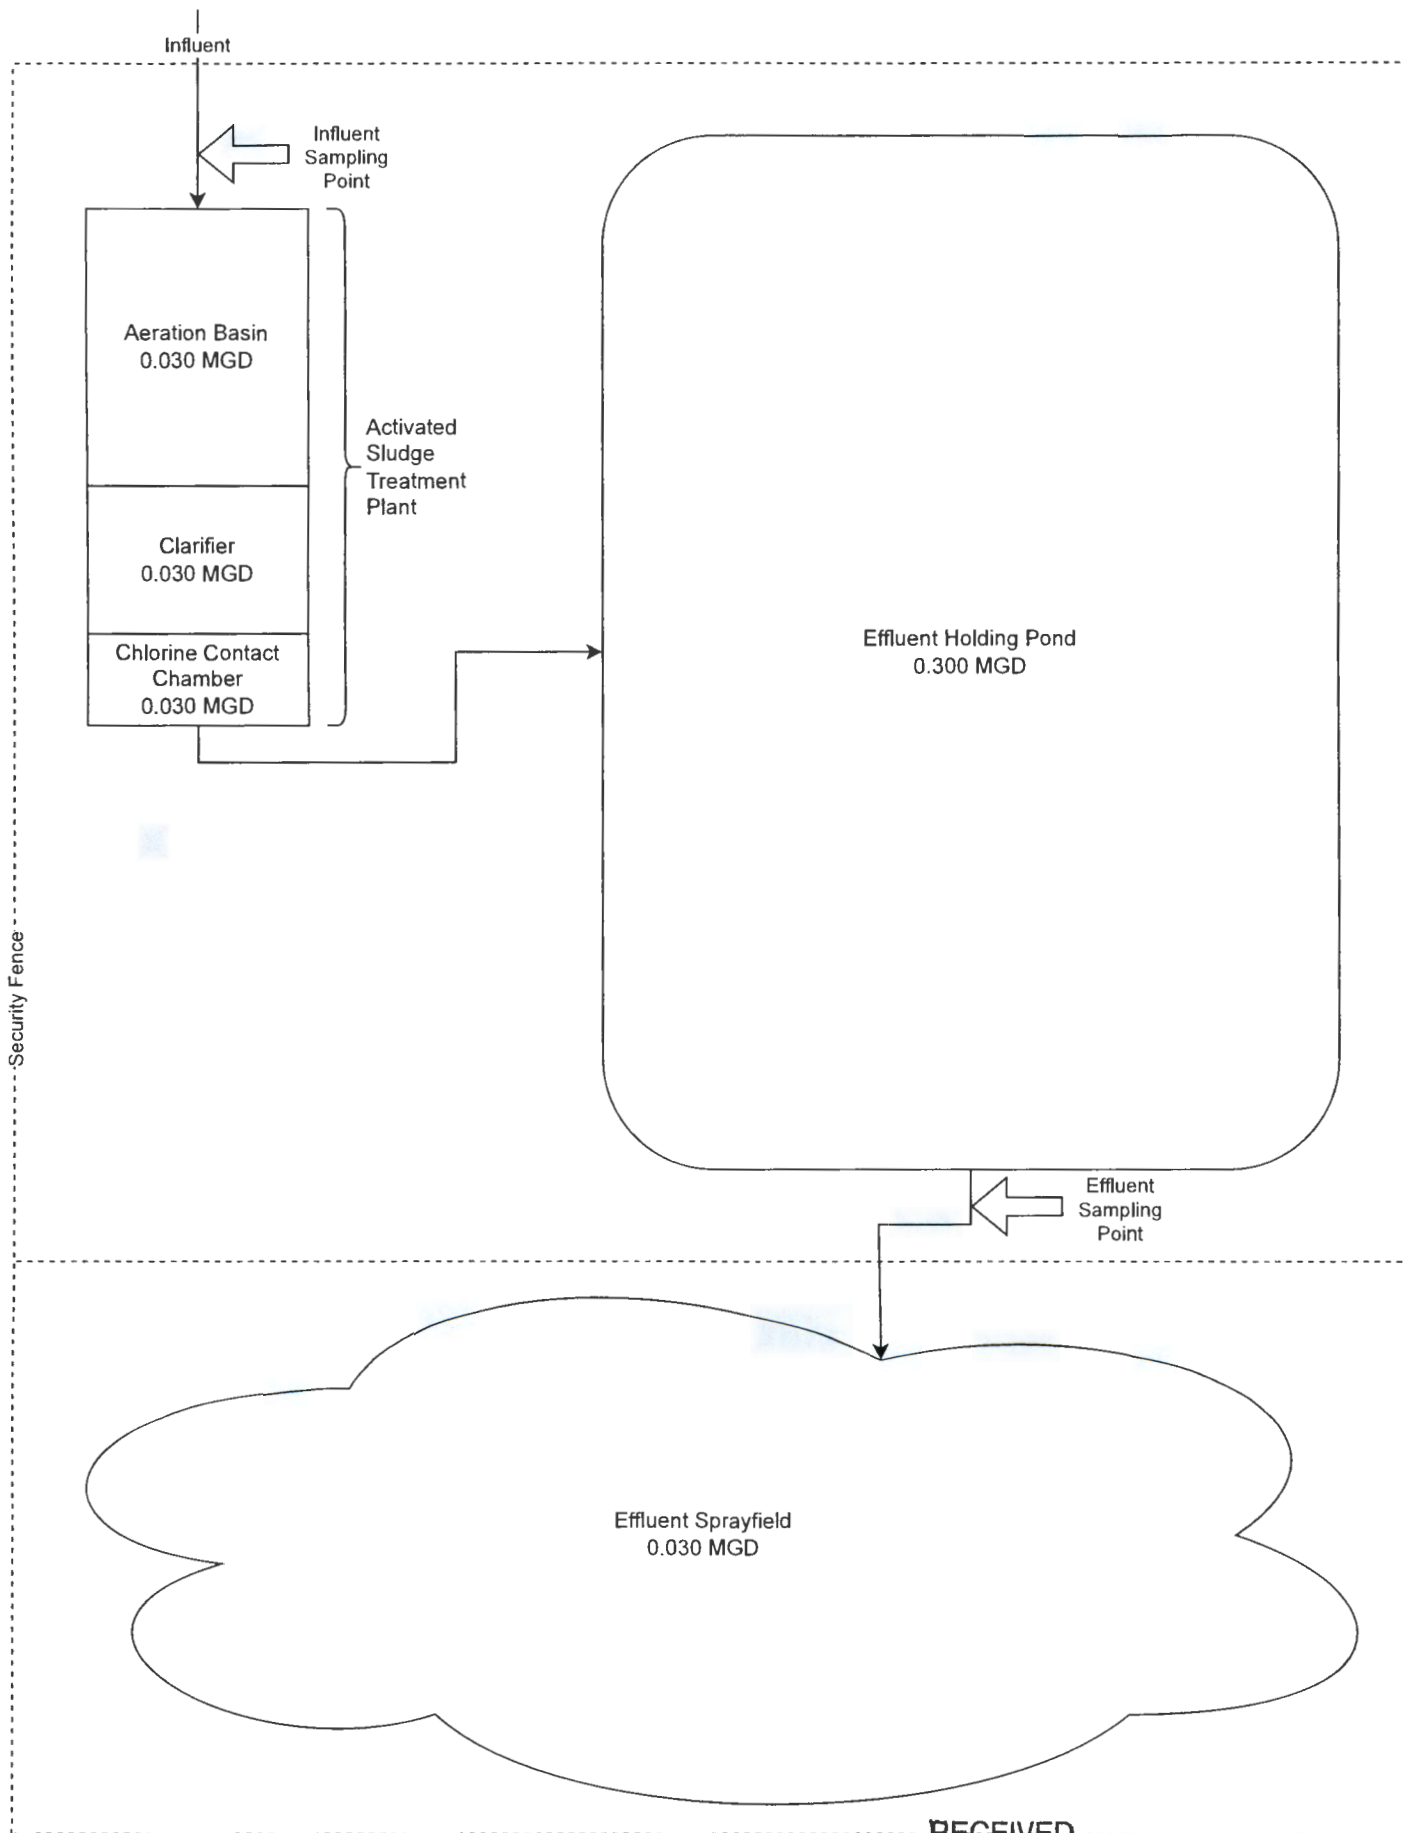 Influent
Influent
Sampling
Point
Aeration Basin
0.030 MGD
Activated
Sludge
Treatment
Plant
Clarifier
0.030 MGD
Chlorine Contact
Chamber
0.030 MGD
Effluent Holding Pond
0.300 MGD
Security Fence
Effluent
Sampling
Point
Effluent Sprayfield
0.030 MGD
RECEIVED